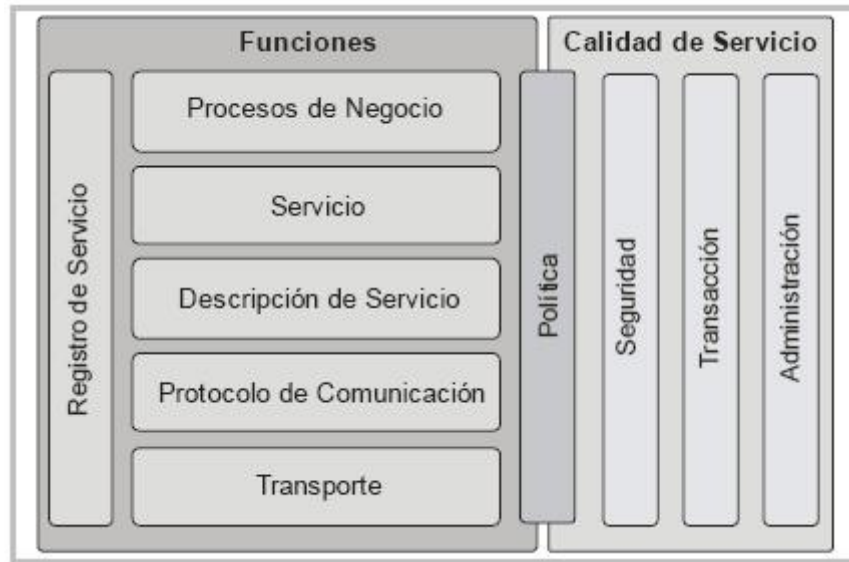 Funciones
Calidad de Servicio
Registro de Servicio
Procesos de Negocio
Servicio
Descripción de Servicio
Protocolo de Comunicación
Transporte
Política
Seguridad
Transacción
Administración